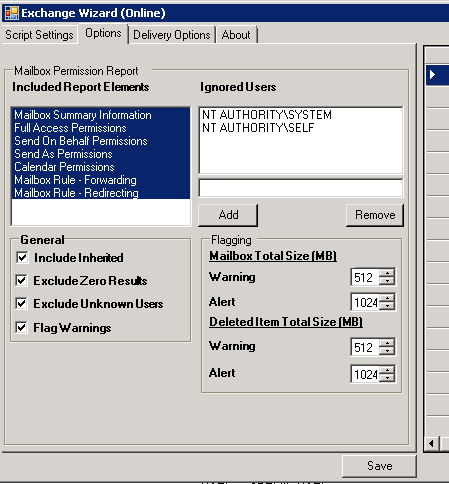 Exchange Wizard (Online)
Script Settings Options Delivery Options About
Mailbox Permission Report
Included Report Elements
Mailbox Summary Information
Full Access Permissions
Send On Behalf Permissions
Send As Permissions
Calendar Permissions
Mailbox Rule - Forwarding
Mailbox Rule - Redirecting
Ignored Users
NT AUTHORITY\SYSTEM
NT AUTHORITY\SELF
Add Remove
General
Include Inherited
Exclude Zero Results
Exclude Unknown Users
Flag Warnings
Flagging
Mailbox Total Size (MB)
Warning 512
Alert 1024
Deleted Item Total Size (MB)
Warning 512
Alert 1024
Save